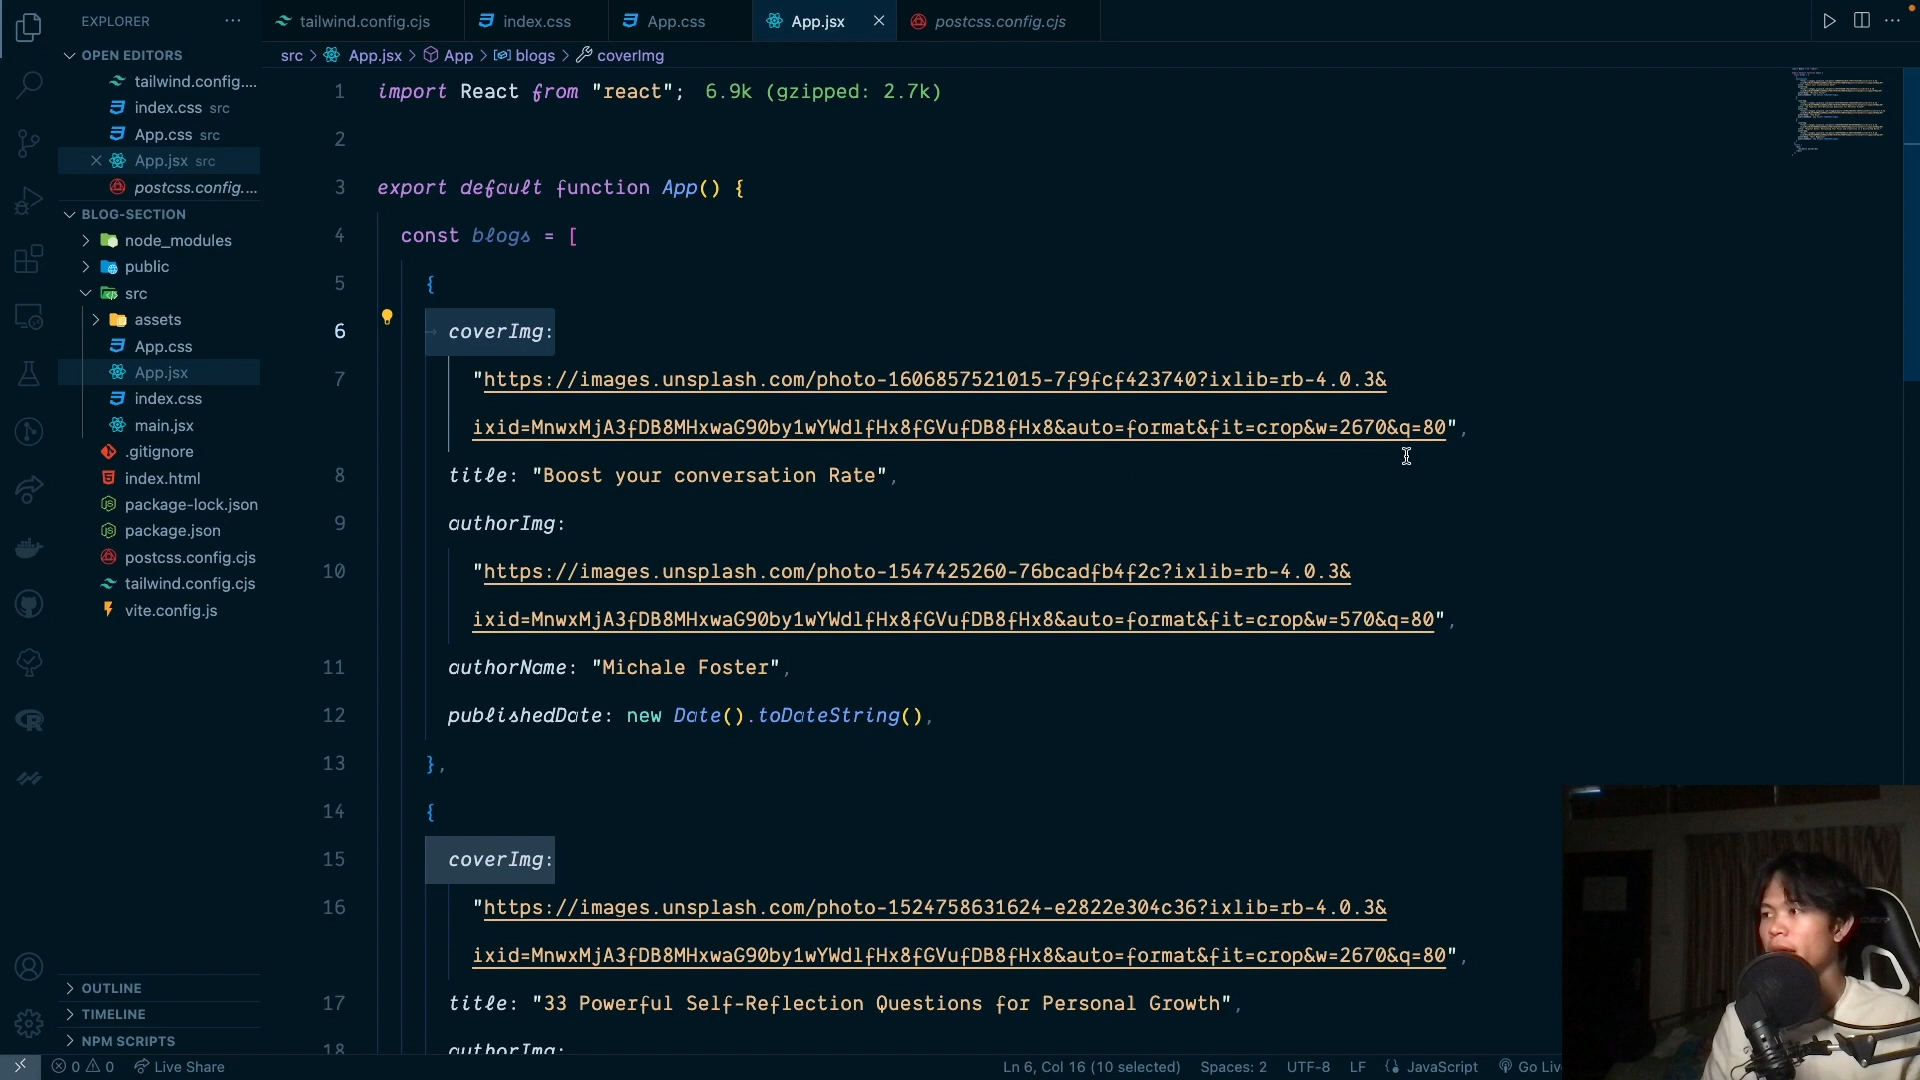 EXPLORER
OPEN EDITORS
tailwind.config....
index.css src
App.css src
App.jsx src
postcss.config....
BLOG-SECTION
node_modules
public
src
assets
App.css
App.jsx
index.css
main.jsx
.gitignore
index.html
package-lock.json
package.json
postcss.config.cjs
tailwind.config.cjs
vite.config.js
OUTLINE
TIMELINE
NPM SCRIPTS
tailwind.config.cjs
index.css
App.css
App.jsx
postcss.config.cjs
src > App.jsx > App > blogs > coverImg
1 import React from "react"; 6.9k (gzipped: 2.7k)
2
3 export default function App() {
4 const blogs = [
5 {
6 coverImg:
7 "https://images.unsplash.com/photo-1606857521015-7f9fcf423740?ixlib=rb-4.0.3&
ixid=MnwxMjA3fDB8MHxwaG90by1wYWdlfHx8fGVufDB8fHx8&auto=format&fit=crop&w=2670&q=80",
8 title: "Boost your conversation Rate",
9 authorImg:
10 "https://images.unsplash.com/photo-1547425260-76bcadfb4f2c?ixlib=rb-4.0.3&
ixid=MnwxMjA3fDB8MHxwaG90by1wYWdlfHx8fGVufDB8fHx8&auto=format&fit=crop&w=570&q=80",
11 authorName: "Michale Foster",
12 publishedDate: new Date().toDateString(),
13 },
14 {
15 coverImg:
16 "https://images.unsplash.com/photo-1524758631624-e2822e304c36?ixlib=rb-4.0.3&
ixid=MnwxMjA3fDB8MHxwaG90by1wYWdlfHx8fGVufDB8fHx8&auto=format&fit=crop&w=2670&q=80",
17 title: "33 Powerful Self-Reflection Questions for Personal Growth",
18 authorImg:
0 0 Live Share
Ln 6, Col 16 (10 selected) Spaces: 2 UTF-8 LF JavaScript Go Liv